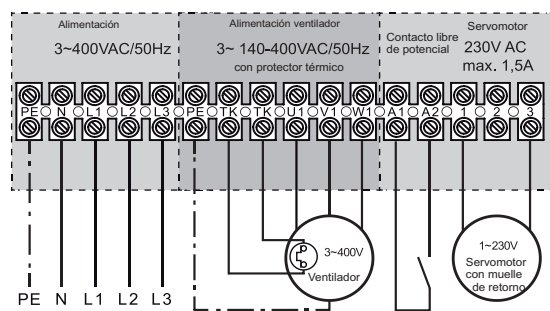 Alimentación
3~400VAC/50Hz
Alimentación ventilador
3~ 140-400VAC/50Hz
con protector térmico
Contacto libre
de potencial
Servomotor
230V AC
max. 1,5A
PE N L1 L2 L3 PE TK TK U1 V1 W1 A1 A2 1 2 3
3~400V
Ventilador
1~230V
Servomotor
con muelle
de retorno
PE N L1 L2 L3